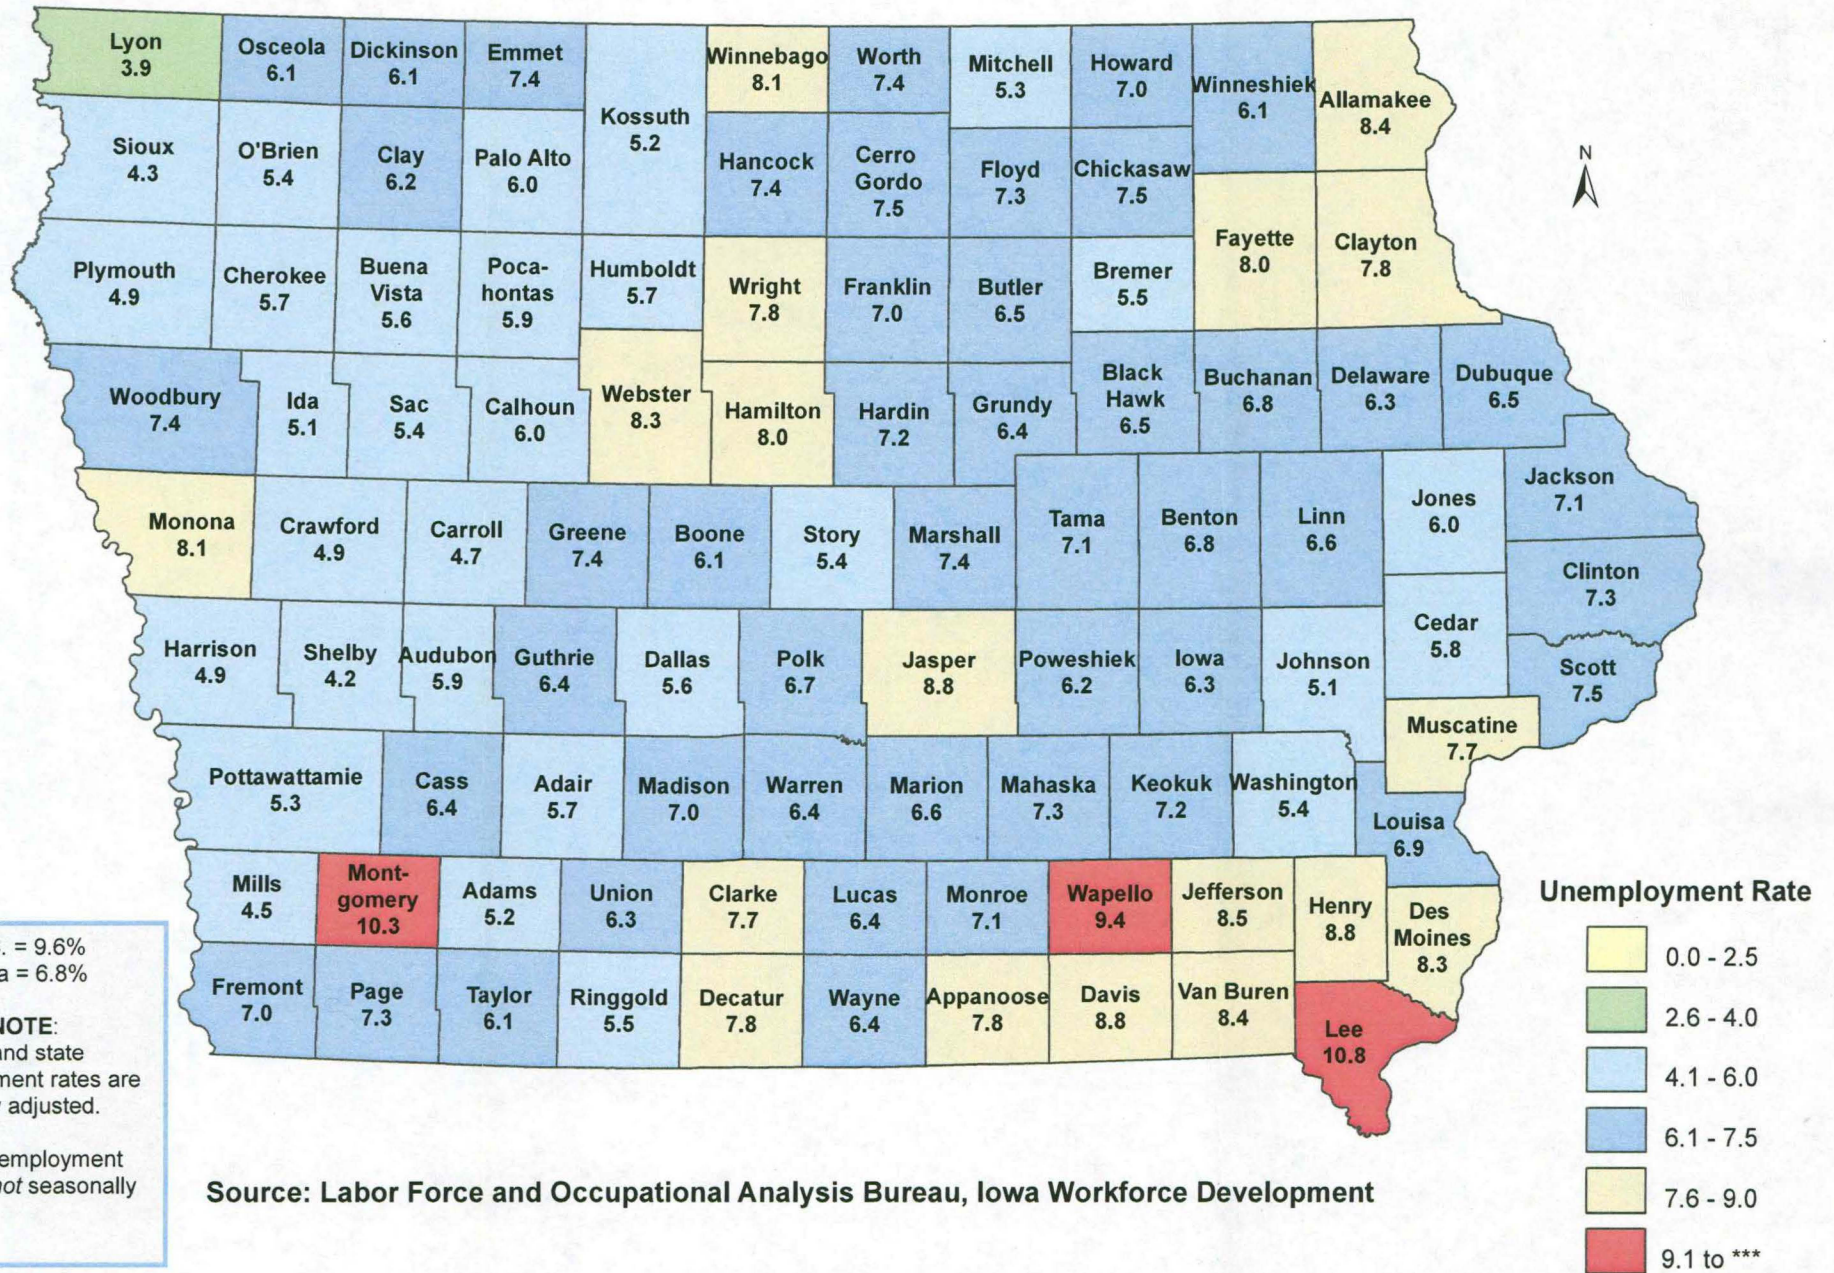 Lyon
3.9
Osceola
6.1
Dickinson
6.1
Emmet
7.4
Kossuth
5.2
Winnebago
8.1
Worth
7.4
Mitchell
5.3
Howard
7.0
Winneshiek
6.1
Allamakee
8.4
N
Sioux
4.3
O'Brien
5.4
Clay
6.2
Palo Alto
6.0
Hancock
7.4
Cerro
Gordo
7.5
Floyd
7.3
Chickasaw
7.5
Plymouth
4.9
Cherokee
5.7
Buena
Vista
5.6
Poca-
hontas
5.9
Humboldt
5.7
Wright
7.8
Franklin
7.0
Butler
6.5
Bremer
5.5
Fayette
8.0
Clayton
7.8
Woodbury
7.4
Ida
5.1
Sac
5.4
Calhoun
6.0
Webster
8.3
Hamilton
8.0
Hardin
7.2
Grundy
6.4
Black
Hawk
6.5
Buchanan
6.8
Delaware
6.3
Dubuque
6.5
Monona
8.1
Crawford
4.9
Carroll
4.7
Greene
7.4
Boone
6.1
Story
5.4
Marshall
7.4
Tama
7.1
Benton
6.8
Linn
6.6
Jones
6.0
Jackson
7.1
Clinton
7.3
Harrison
4.9
Shelby
4.2
Audubon
5.9
Guthrie
6.4
Dallas
5.6
Polk
6.7
Jasper
8.8
Poweshiek
6.2
Iowa
6.3
Johnson
5.1
Cedar
5.8
Scott
7.5
Muscatine
7.7
Pottawattamie
5.3
Cass
6.4
Adair
5.7
Madison
7.0
Warren
6.4
Marion
6.6
Mahaska
7.3
Keokuk
7.2
Washington
5.4
Louisa
6.9
Mills
4.5
Mont-
gomery
10.3
Adams
5.2
Union
6.3
Clarke
7.7
Lucas
6.4
Monroe
7.1
Wapello
9.4
Jefferson
8.5
Henry
8.8
Des
Moines
8.3
Fremont
7.0
Page
7.3
Taylor
6.1
Ringgold
5.5
Decatur
7.8
Wayne
6.4
Appanoose
7.8
Davis
8.8
Van Buren
8.4
Lee
10.8
. = 9.6%
a = 6.8%
NOTE:
and state
ment rates are
adjusted.
employment
not seasonally
Source: Labor Force and Occupational Analysis Bureau, Iowa Workforce Development
Unemployment Rate
0.0 - 2.5
2.6 - 4.0
4.1 - 6.0
6.1 - 7.5
7.6 - 9.0
9.1 to ***